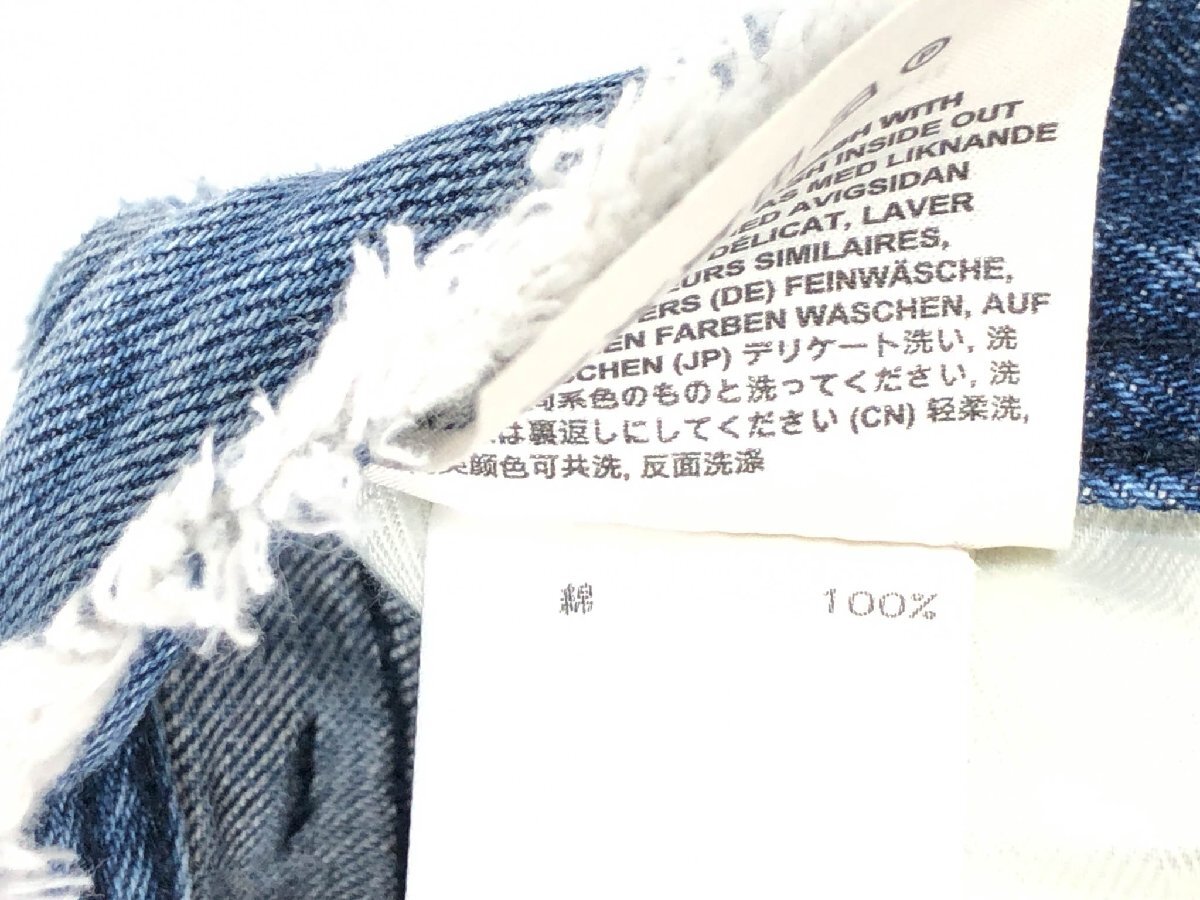 ®
WITH
INSIDE OUT
MED LIKNANDE
AVIGSIDAN
DÉLICAT, LAVER
SIMILAIRES,
(DE) FEINWÄSCHE,
FARBEN WASCHEN, AUF
(JP) デリケート洗い, 洗
系色のものと洗ってください, 洗
は裏返しにしてください (CN) 轻柔洗,
颜色可共洗, 反面洗涤
綿 100%